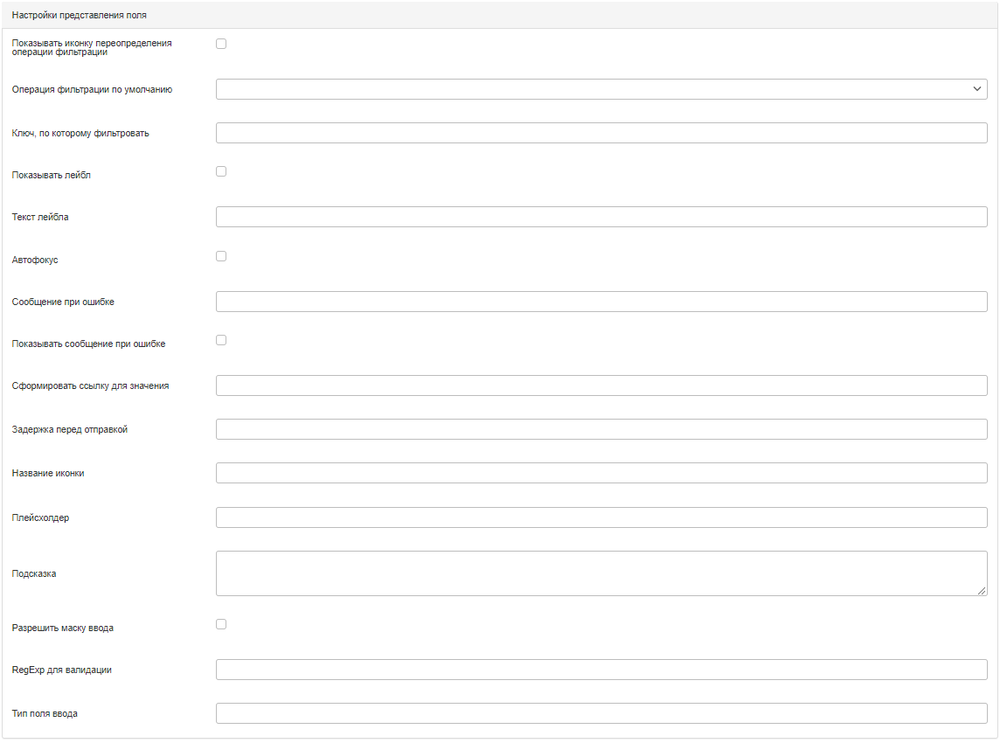 Настройки представления поля
Показывать иконку переопределения
операции фильтрации
Операция фильтрации по умолчанию
Ключ, по которому фильтровать
Показывать лейбл
Текст лейбла
Автофокус
Сообщение при ошибке
Показывать сообщение при ошибке
Сформировать ссылку для значения
Задержка перед отправкой
Название иконки
Плейсхолдер
Подсказка
Разрешить маску ввода
RegExp для валидации
Тип поля ввода